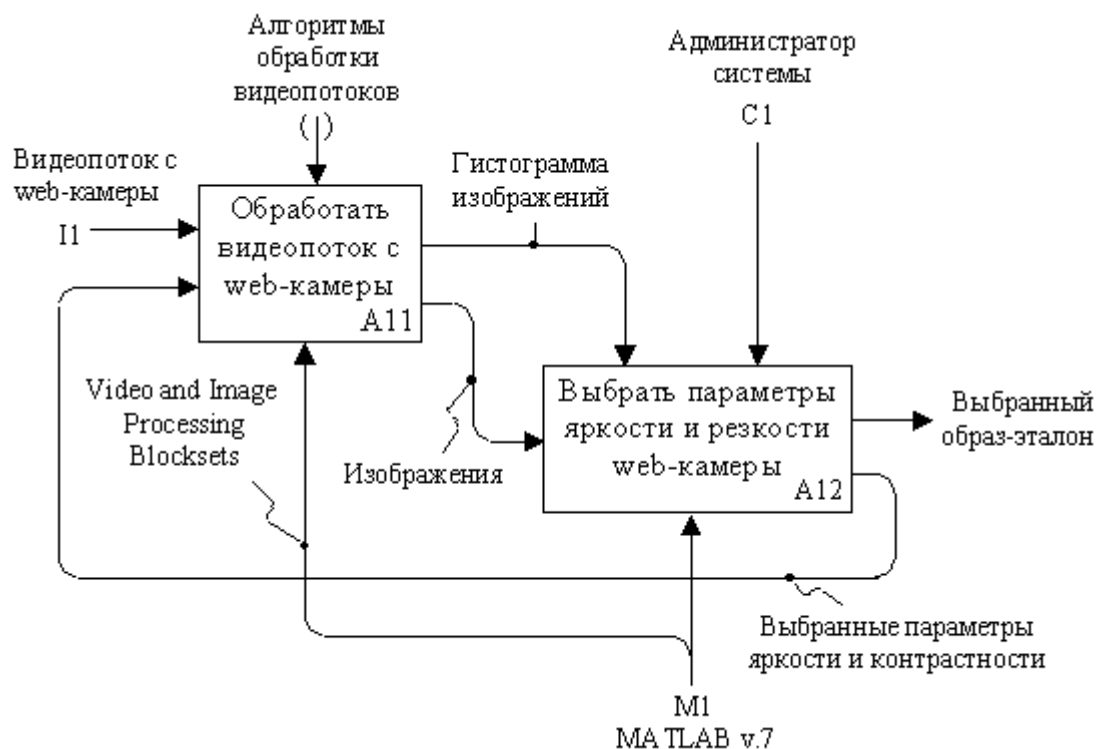 Алгоритмы
обработки
видеопотоков
( )
Администратор
системы
C1
Видеопоток с
web-камеры
I1
Гистограмма
изображений
Обработать
видеопоток с
web-камеры
A11
Video and Image
Processing
Blocksets
Изображения
Выбрать параметры
яркости и резкости
web-камеры
A12
Выбранный
образ-эталон
Выбранные параметры
яркости и контрастности
M1
MATLAB v.7